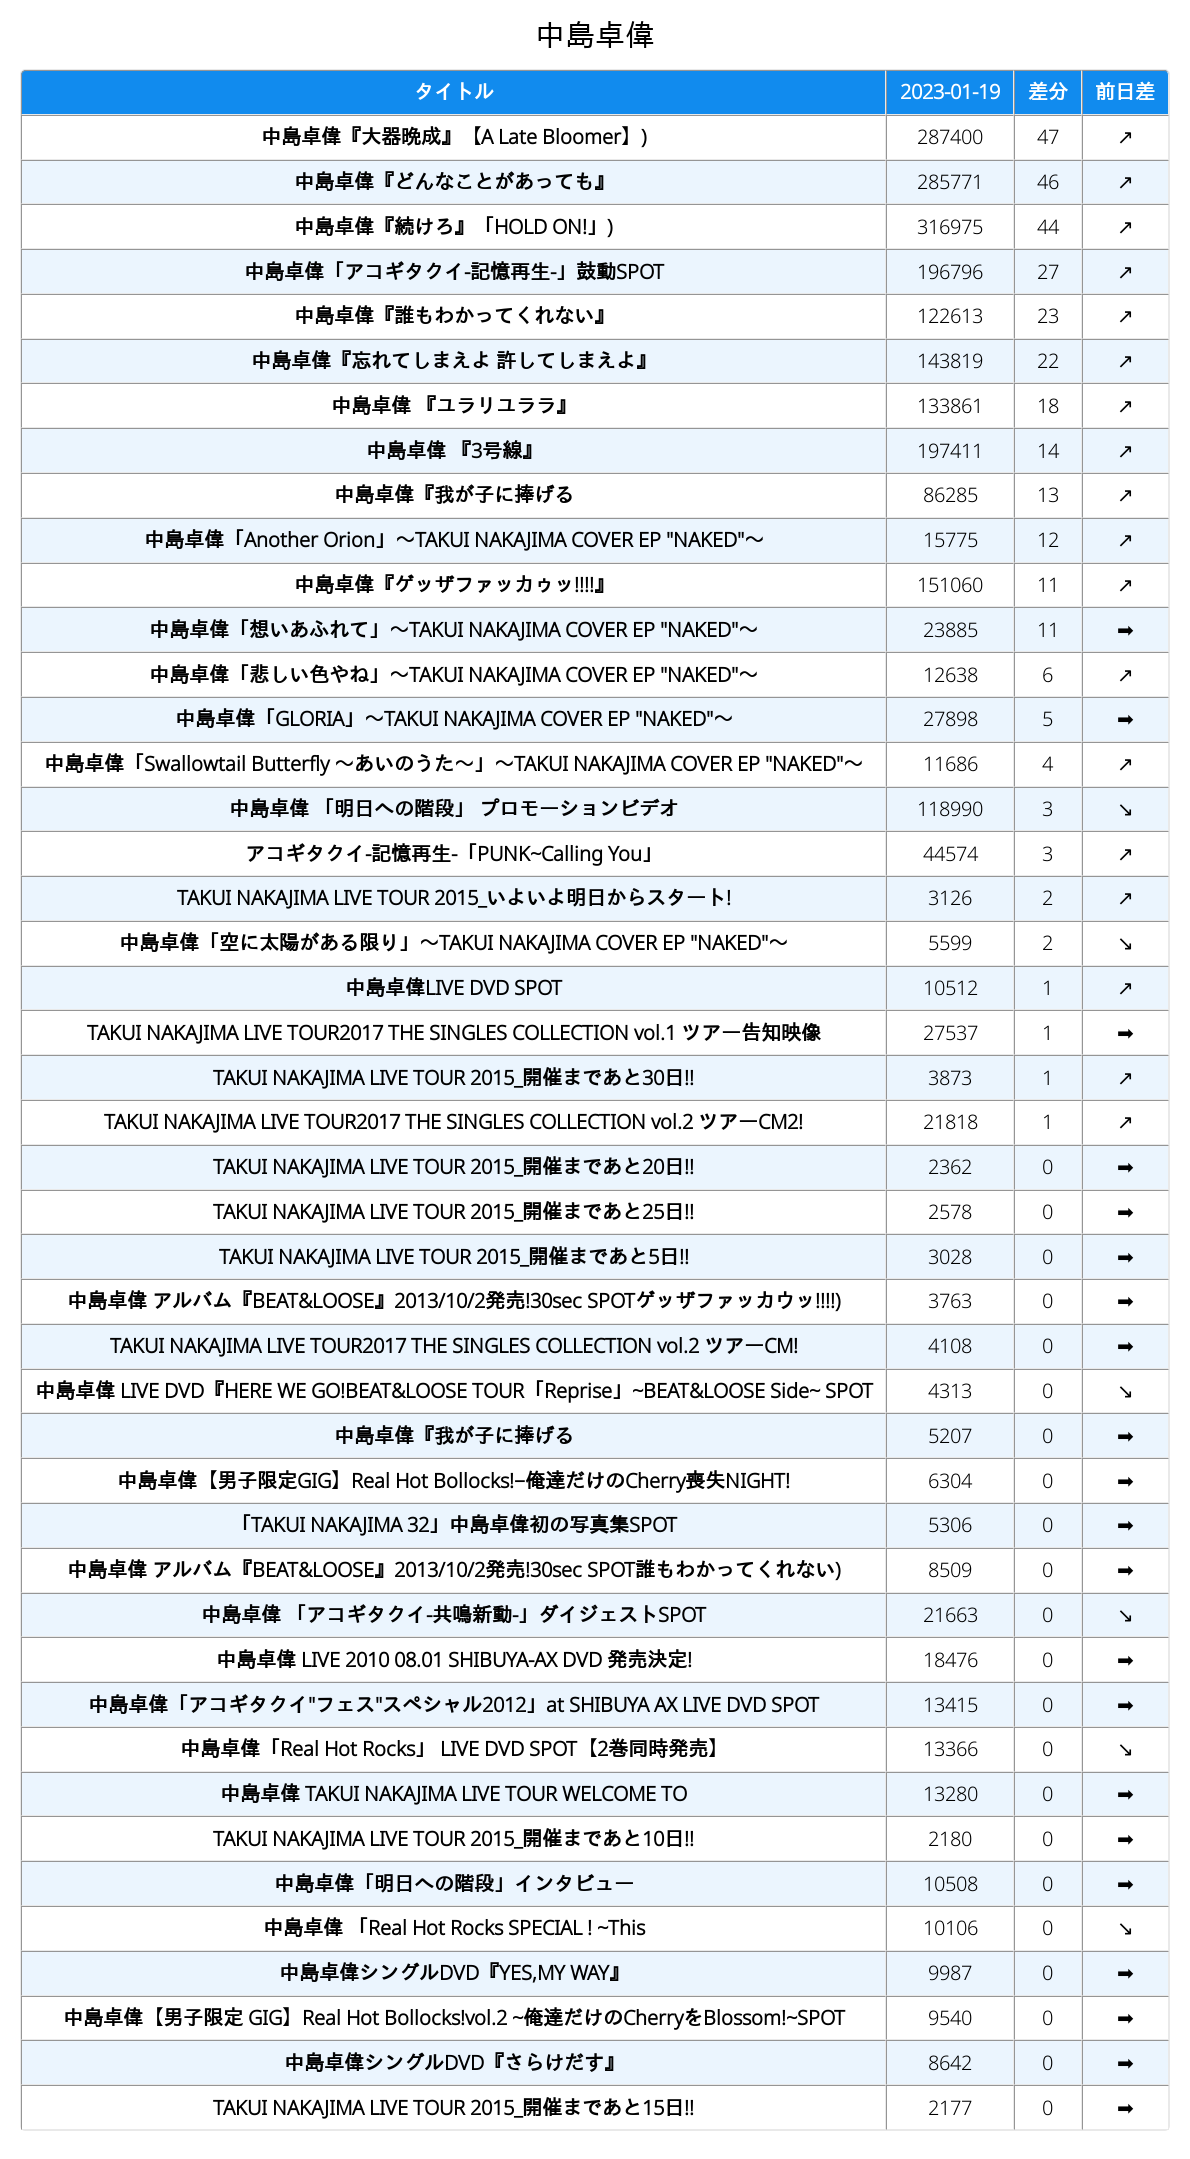 中島卓偉
タイトル 2023-01-19 差分 前日差
中島卓偉『大器晩成』【A Late Bloomer】) 287400 47 ↗
中島卓偉『どんなことがあっても』 285771 46 ↗
中島卓偉『続けろ』「HOLD ON!」) 316975 44 ↗
中島卓偉「アコギタクイ-記憶再生-」鼓動SPOT 196796 27 ↗
中島卓偉『誰もわかってくれない』 122613 23 ↗
中島卓偉『忘れてしまえよ 許してしまえよ』 143819 22 ↗
中島卓偉 『ユラリユララ』 133861 18 ↗
中島卓偉 『3号線』 197411 14 ↗
中島卓偉『我が子に捧げる 86285 13 ↗
中島卓偉「Another Orion」～TAKUI NAKAJIMA COVER EP "NAKED"～ 15775 12 ↗
中島卓偉『ゲッザファッカゥッ!!!!』 151060 11 ↗
中島卓偉「想いあふれて」～TAKUI NAKAJIMA COVER EP "NAKED"～ 23885 11 ➡
中島卓偉「悲しい色やね」～TAKUI NAKAJIMA COVER EP "NAKED"～ 12638 6 ↗
中島卓偉「GLORIA」～TAKUI NAKAJIMA COVER EP "NAKED"～ 27898 5 ➡
中島卓偉「Swallowtail Butterfly ～あいのうた～」～TAKUI NAKAJIMA COVER EP "NAKED"～ 11686 4 ↗
中島卓偉 「明日への階段」 プロモーションビデオ 118990 3 ↘
アコギタクイ-記憶再生-「PUNK~Calling You」 44574 3 ↗
TAKUI NAKAJIMA LIVE TOUR 2015_いよいよ明日からスタート! 3126 2 ↗
中島卓偉「空に太陽がある限り」～TAKUI NAKAJIMA COVER EP "NAKED"～ 5599 2 ↘
中島卓偉LIVE DVD SPOT 10512 1 ↗
TAKUI NAKAJIMA LIVE TOUR2017 THE SINGLES COLLECTION vol.1 ツアー告知映像 27537 1 ➡
TAKUI NAKAJIMA LIVE TOUR 2015_開催まであと30日!! 3873 1 ↗
TAKUI NAKAJIMA LIVE TOUR2017 THE SINGLES COLLECTION vol.2 ツアーCM2! 21818 1 ↗
TAKUI NAKAJIMA LIVE TOUR 2015_開催まであと20日!! 2362 0 ➡
TAKUI NAKAJIMA LIVE TOUR 2015_開催まであと25日!! 2578 0 ➡
TAKUI NAKAJIMA LIVE TOUR 2015_開催まであと5日!! 3028 0 ➡
中島卓偉 アルバム『BEAT&LOOSE』2013/10/2発売!30sec SPOTゲッザファッカウッ!!!!) 3763 0 ➡
TAKUI NAKAJIMA LIVE TOUR2017 THE SINGLES COLLECTION vol.2 ツアーCM! 4108 0 ➡
中島卓偉 LIVE DVD『HERE WE GO!BEAT&LOOSE TOUR「Reprise」~BEAT&LOOSE Side~ SPOT 4313 0 ↘
中島卓偉『我が子に捧げる 5207 0 ➡
中島卓偉【男子限定GIG】Real Hot Bollocks!–俺達だけのCherry喪失NIGHT! 6304 0 ➡
「TAKUI NAKAJIMA 32」中島卓偉初の写真集SPOT 5306 0 ➡
中島卓偉 アルバム『BEAT&LOOSE』2013/10/2発売!30sec SPOT誰もわかってくれない) 8509 0 ➡
中島卓偉 「アコギタクイ-共鳴新動-」ダイジェストSPOT 21663 0 ↘
中島卓偉 LIVE 2010 08.01 SHIBUYA-AX DVD 発売決定! 18476 0 ➡
中島卓偉「アコギタクイ"フェス"スペシャル2012」at SHIBUYA AX LIVE DVD SPOT 13415 0 ➡
中島卓偉「Real Hot Rocks」 LIVE DVD SPOT【2巻同時発売】 13366 0 ↘
中島卓偉 TAKUI NAKAJIMA LIVE TOUR WELCOME TO 13280 0 ➡
TAKUI NAKAJIMA LIVE TOUR 2015_開催まであと10日!! 2180 0 ➡
中島卓偉「明日への階段」インタビュー 10508 0 ➡
中島卓偉 「Real Hot Rocks SPECIAL ! ~This 10106 0 ↘
中島卓偉シングルDVD『YES,MY WAY』 9987 0 ➡
中島卓偉【男子限定 GIG】Real Hot Bollocks!vol.2 ~俺達だけのCherryをBlossom!~SPOT 9540 0 ➡
中島卓偉シングルDVD『さらけだす』 8642 0 ➡
TAKUI NAKAJIMA LIVE TOUR 2015_開催まであと15日!! 2177 0 ➡